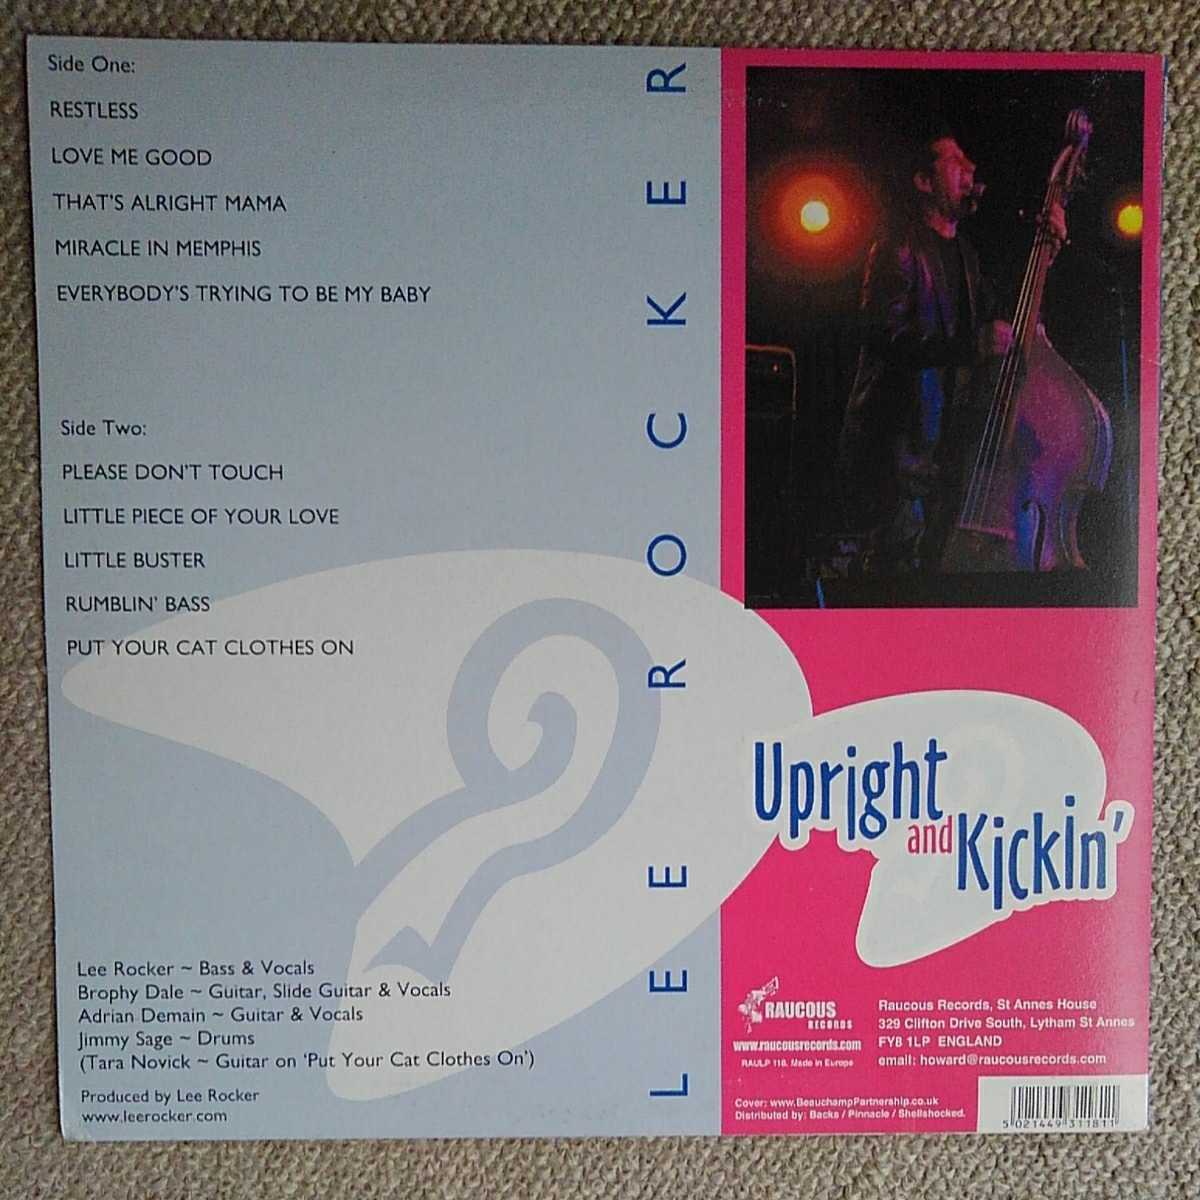 Side One:
RESTLESS
LOVE ME GOOD
THAT'S ALRIGHT MAMA
MIRACLE IN MEMPHIS
EVERYBODY'S TRYING TO BE MY BABY
Side Two:
PLEASE DON'T TOUCH
LITTLE PIECE OF YOUR LOVE
LITTLE BUSTER
RUMBLIN' BASS
PUT YOUR CAT CLOTHES ON
Lee Rocker ~ Bass & Vocals
Brophy Dale ~ Guitar, Slide Guitar & Vocals
Adrian Demain ~ Guitar & Vocals
Jimmy Sage ~ Drums
(Tara Novick ~ Guitar on 'Put Your Cat Clothes On')
Produced by Lee Rocker
www.leerocker.com
LEE ROCKER
Upright
and
Kickin'
RAUCOUS
RECORDS
www.raucousrecords.com
RAULP 118. Made in Europe
Raucous Records, St Annes House
329 Clifton Drive South, Lytham St Annes
FY8 1LP ENGLAND
email: howard@raucousrecords.com
Cover: www.BeauchampPartnership.co.uk
Distributed by: Backs / Pinnacle / Shellshocked.
5 021449 311811